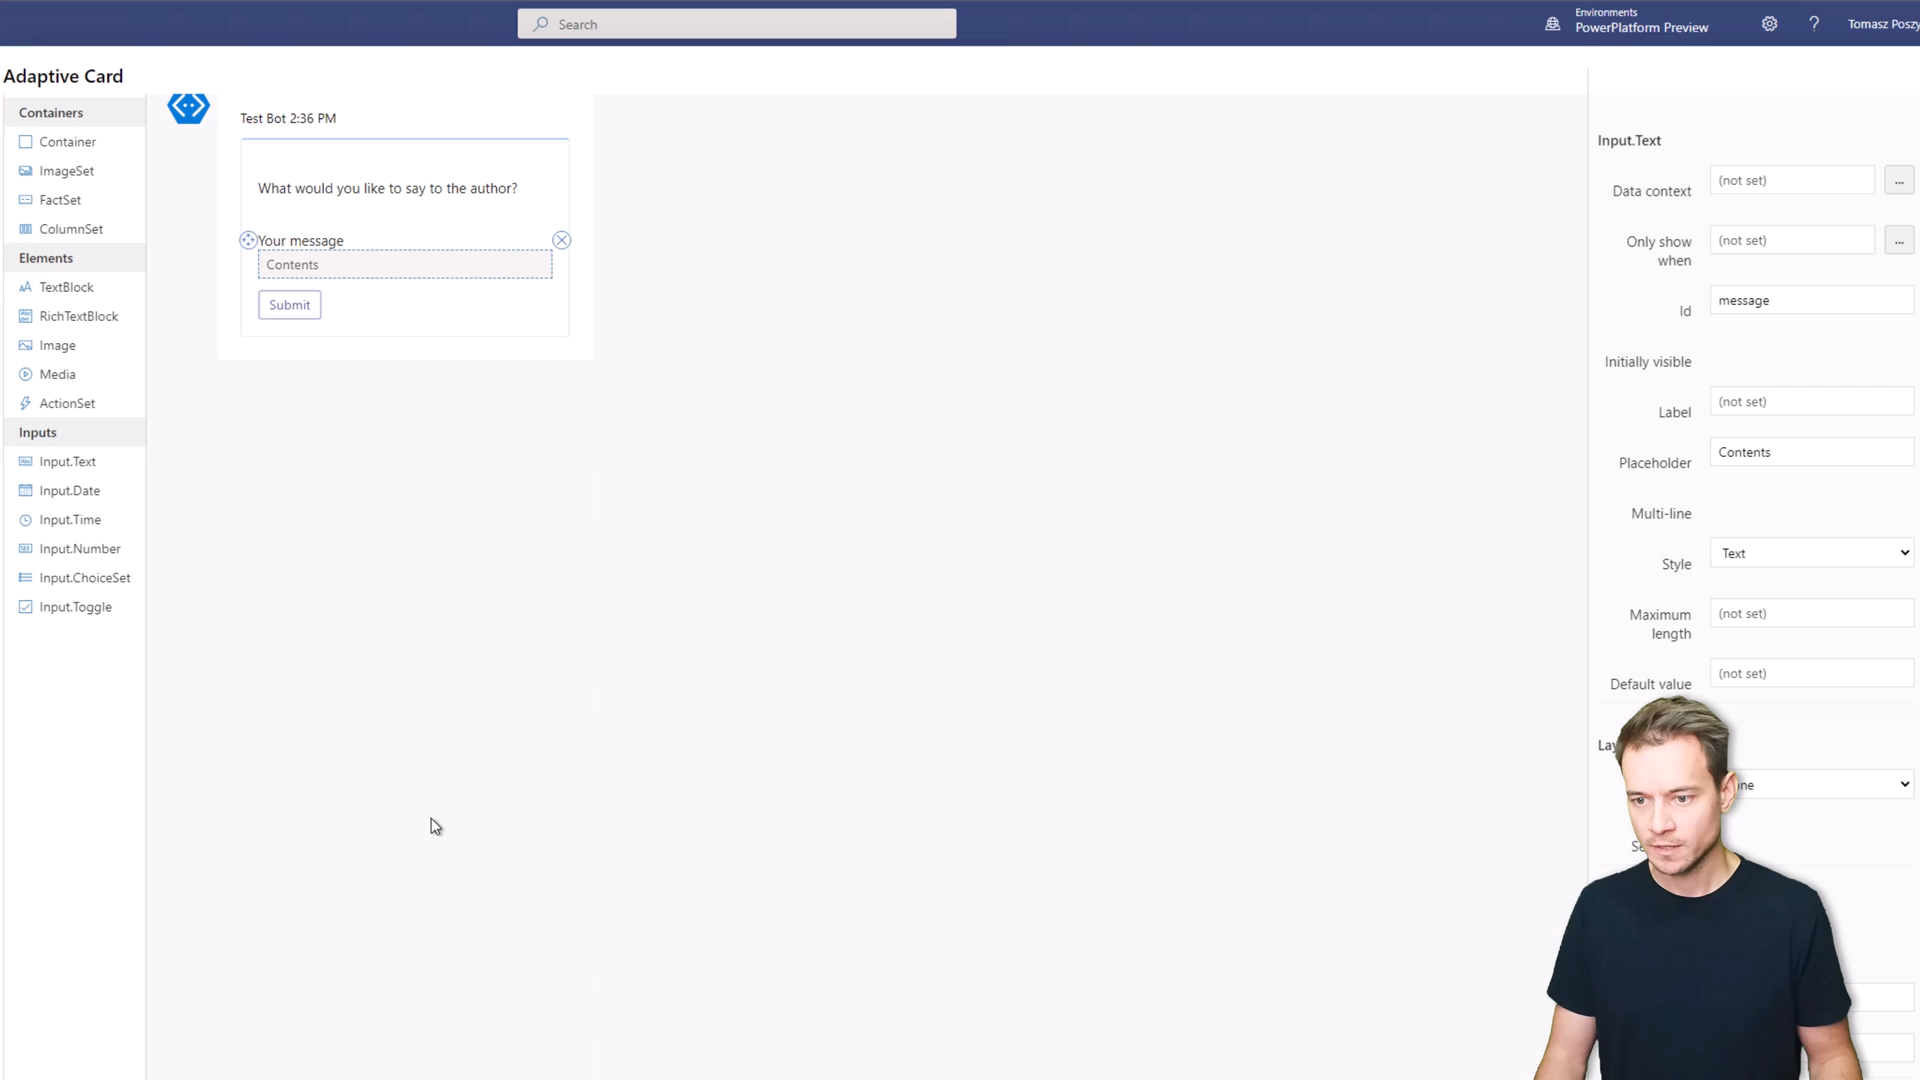 Search
Environments
PowerPlatform Preview
?
Tomasz Poszy
Adaptive Card
Containers
Container
ImageSet
FactSet
ColumnSet
Elements
TextBlock
RichTextBlock
Image
Media
ActionSet
Inputs
Input.Text
Input.Date
Input.Time
Input.Number
Input.ChoiceSet
Input.Toggle
Test Bot 2:36 PM
What would you like to say to the author?
Your message
Contents
Submit
Input.Text
Data context
(not set)
...
Only show
when
(not set)
...
Id
message
Initially visible
Label
(not set)
Placeholder
Contents
Multi-line
Style
Text
Maximum
length
(not set)
Default value
(not set)
Lay
one
Se